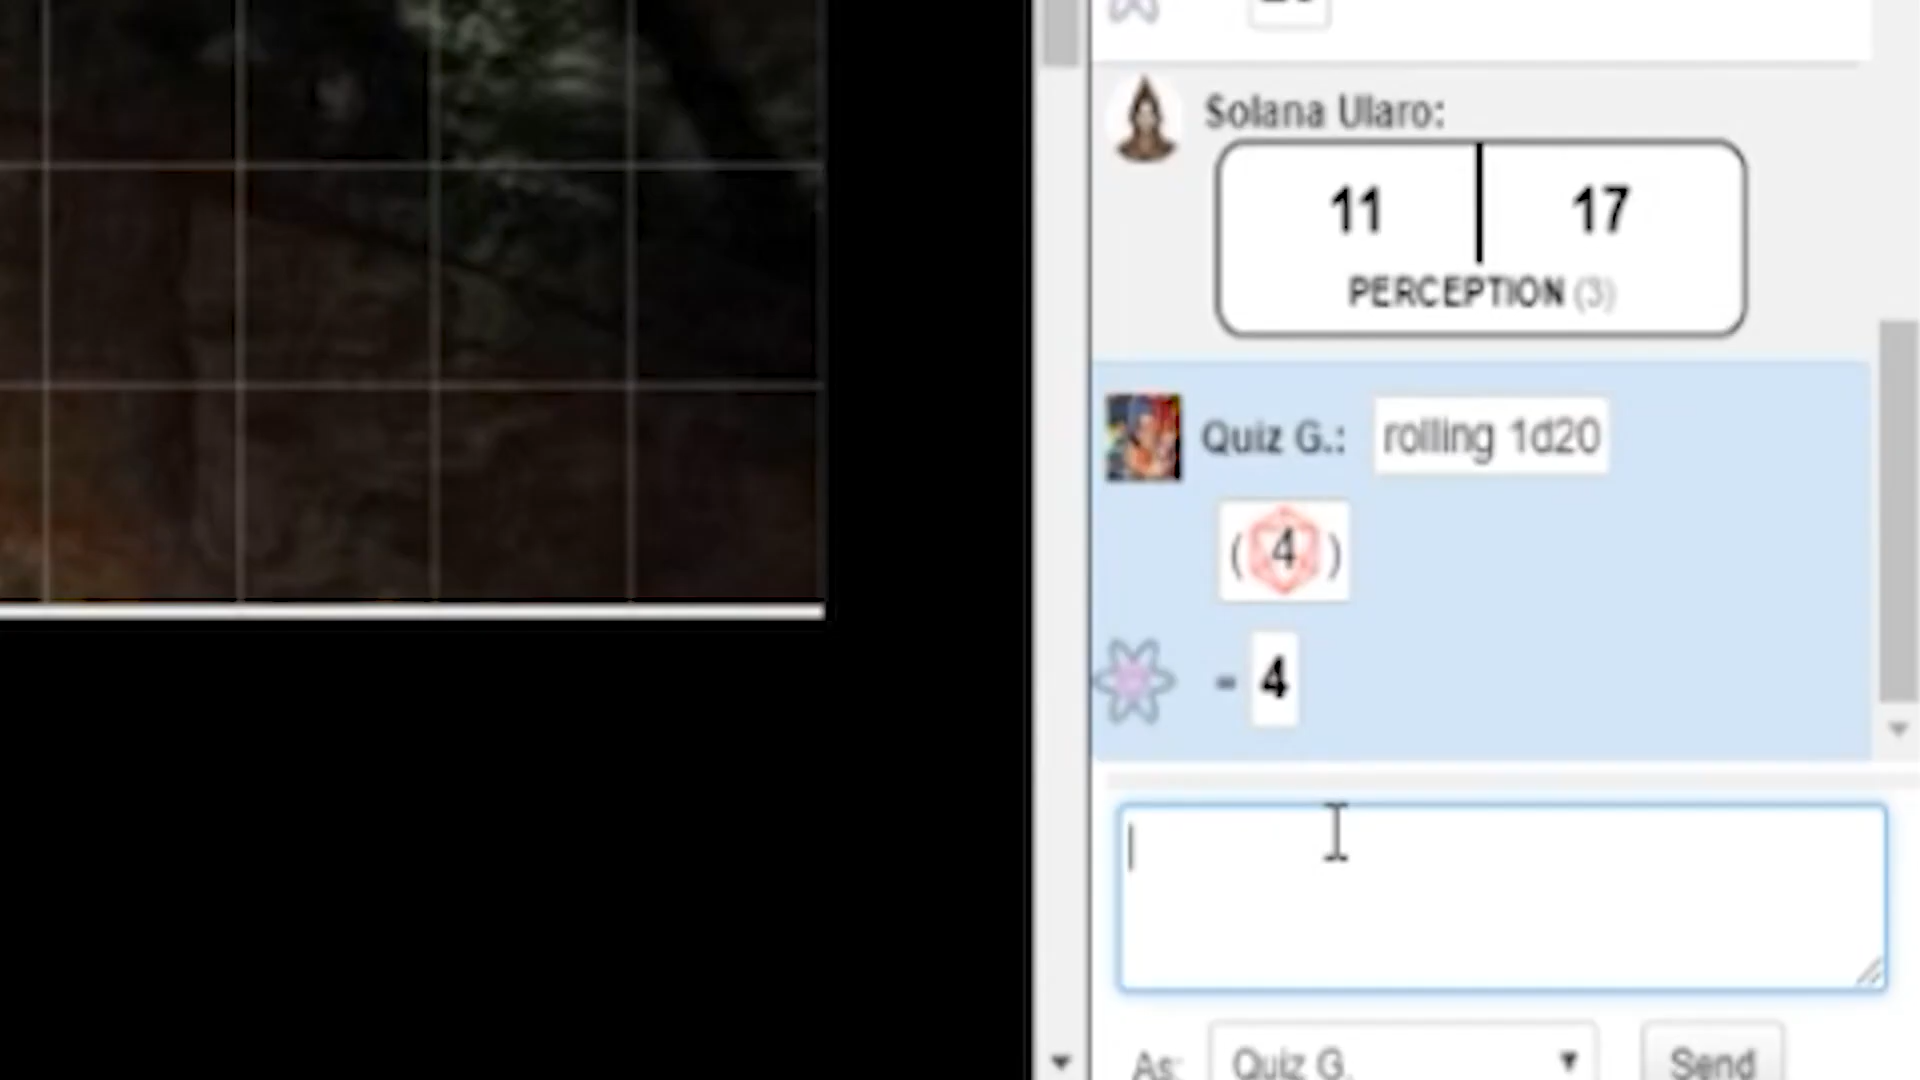 Solana Ularo:
11 17
PERCEPTION (3)
Quiz G.: rolling 1d20
(4)
= 4
As: Quiz G. Send